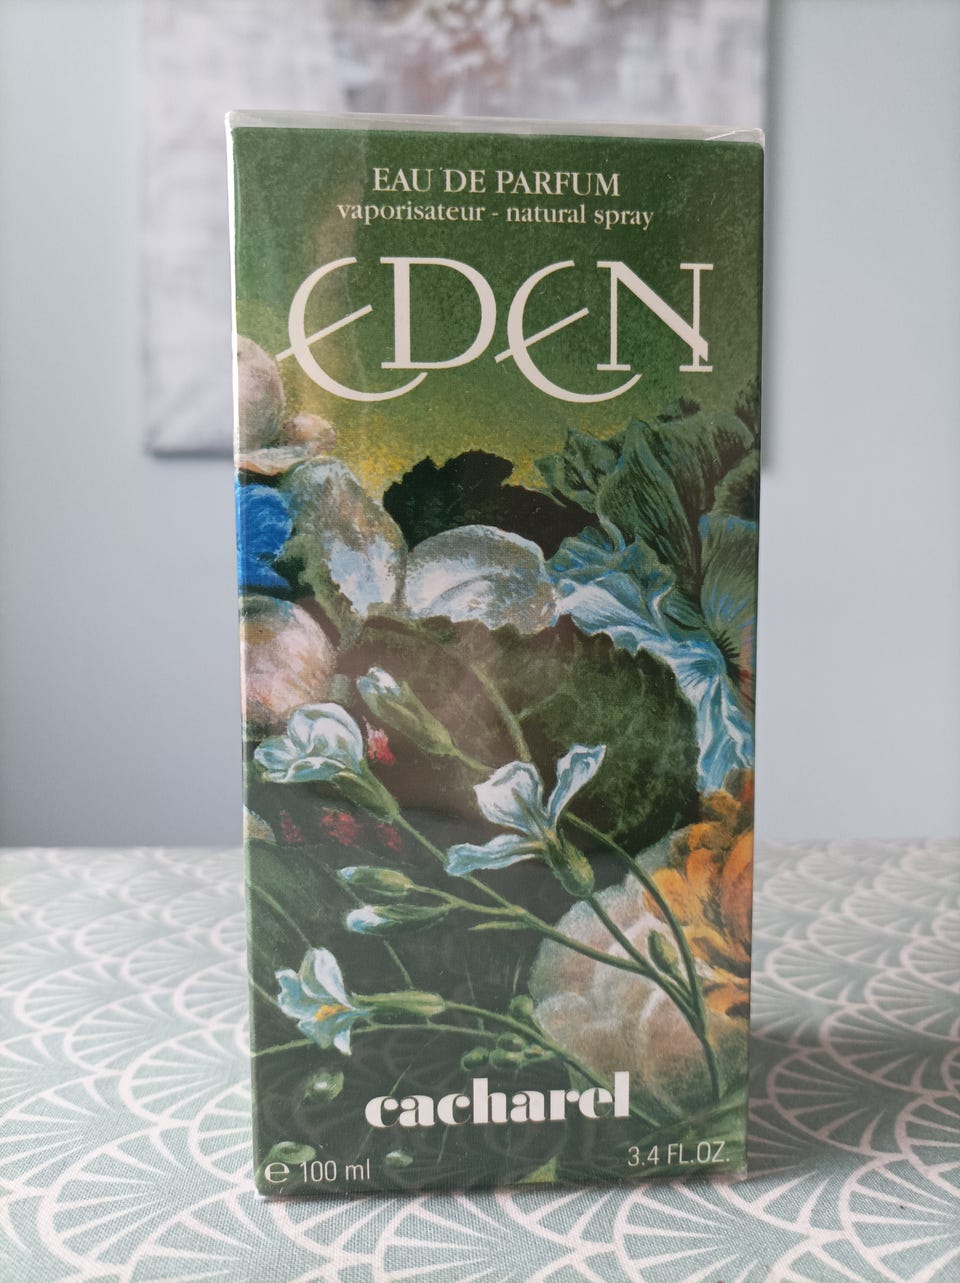 EAU DE PARFUM
vaporisateur - natural spray
EDEN
cacharel
℮ 100 ml
3.4 FL.OZ.